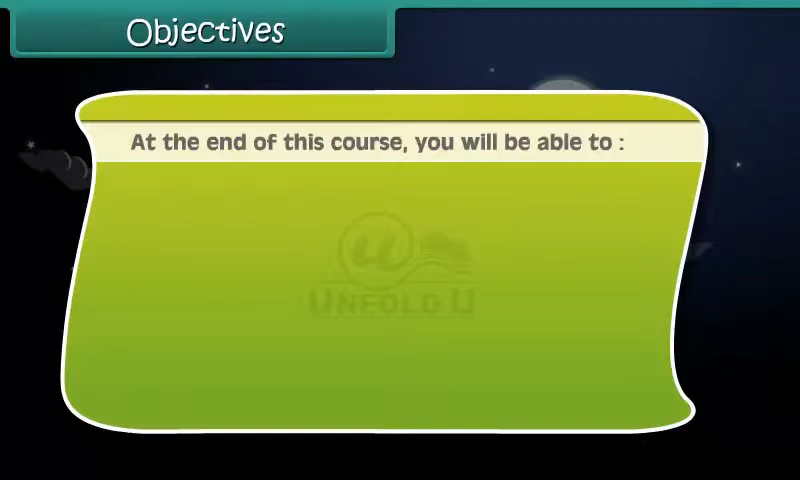 Objectives
At the end of this course, you will be able to :
UNFOLD U